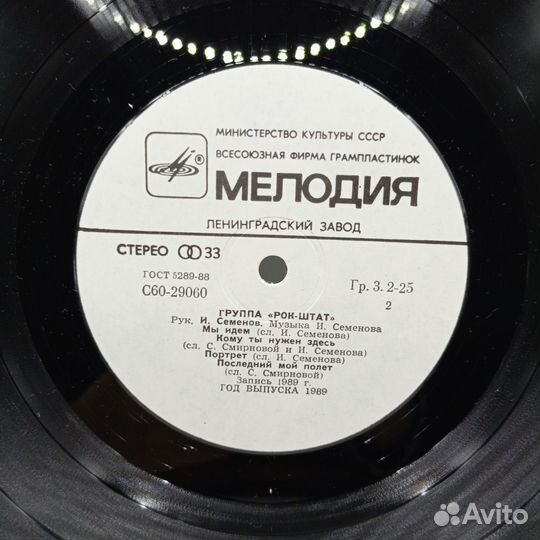 МИНИСТЕРСТВО КУЛЬТУРЫ СССР
ВСЕСОЮЗНАЯ ФИРМА ГРАМПЛАСТИНОК
®
МЕЛОДИЯ
ЛЕНИНГРАДСКИЙ ЗАВОД
СТЕРЕО 33
ГОСТ 5289-88
С60-29060
Гр. 3. 2-25
2
ГРУППА «РОК-ШТАТ»
Рук. И. Семенов. Музыка И. Семенова
Мы идем (сл. И. Семенова)
Кому ты нужен здесь
(сл. С. Смирновой и И. Семенова)
Портрет (сл. И. Семенова)
Последний мой полет
(сл. С. Смирновой)
Запись 1989 г.
ГОД ВЫПУСКА 1989
Avito